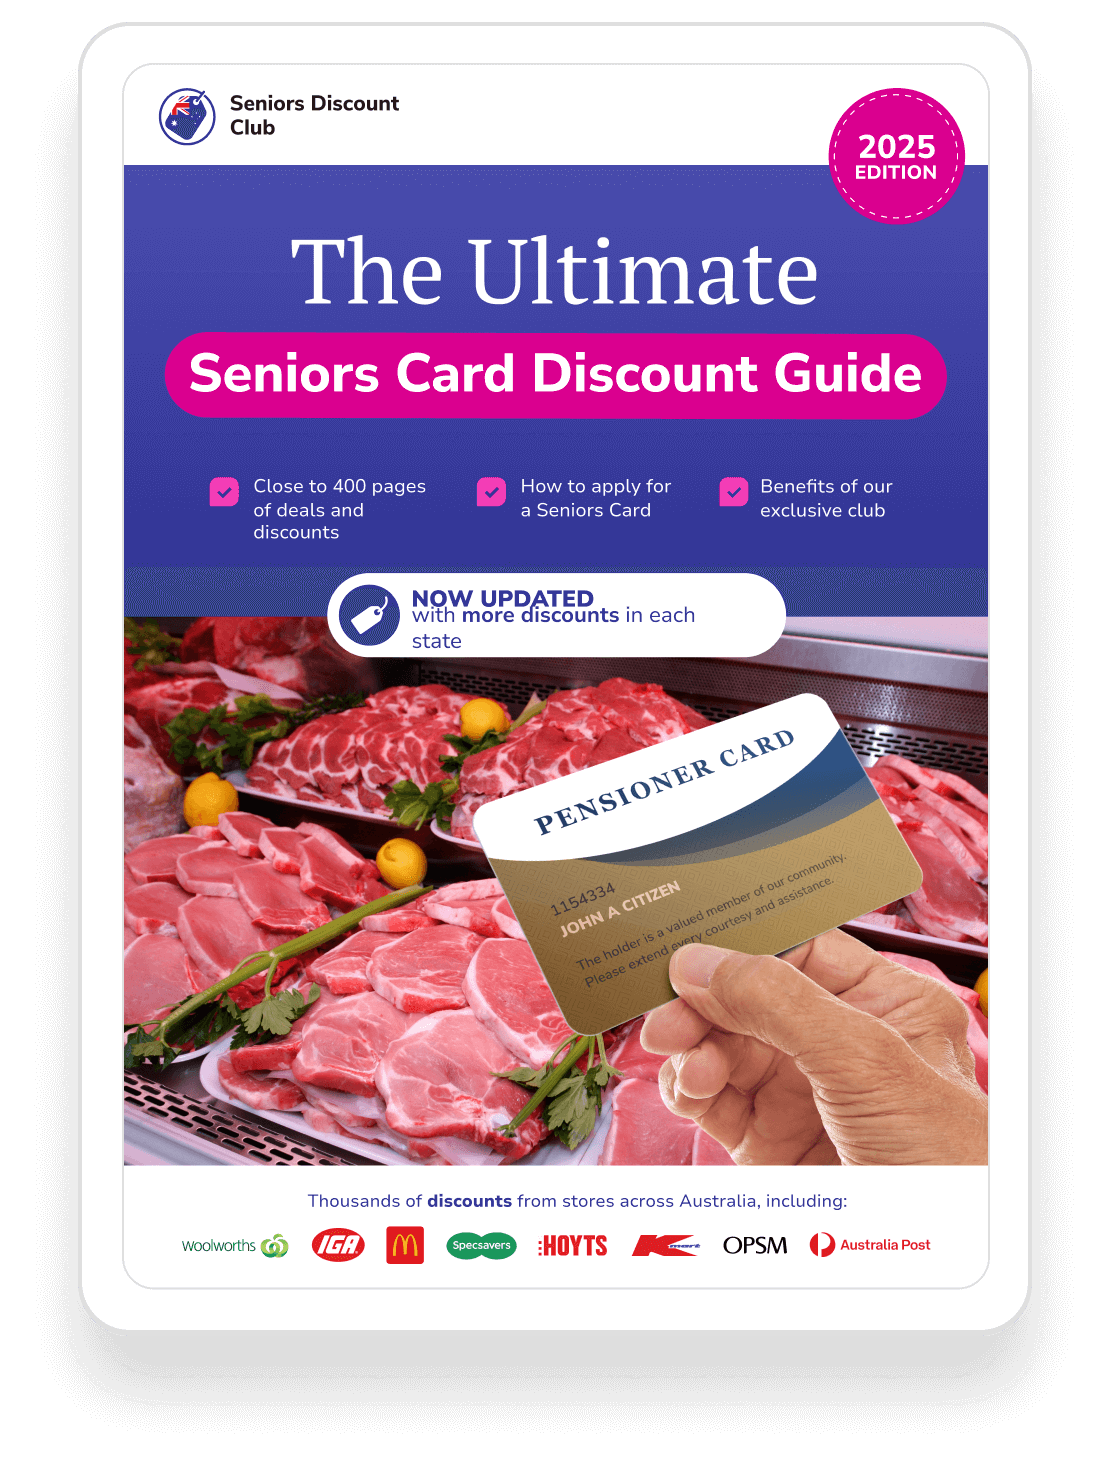 Seniors Discount
Club
2025
EDITION
The Ultimate
Seniors Card Discount Guide
Close to 400 pages
of deals and
discounts
How to apply for
a Seniors Card
Benefits of our
exclusive club
NOW UPDATED
with more discounts in each
state
PENSIONER CARD
1154334
JOHN A CITIZEN
The holder is a valued member of our community.
Please extend every courtesy and assistance.
Thousands of discounts from stores across Australia, including:
Woolworths
IGA
Specsavers
HOYTS
Kmart
OPSM
Australia Post